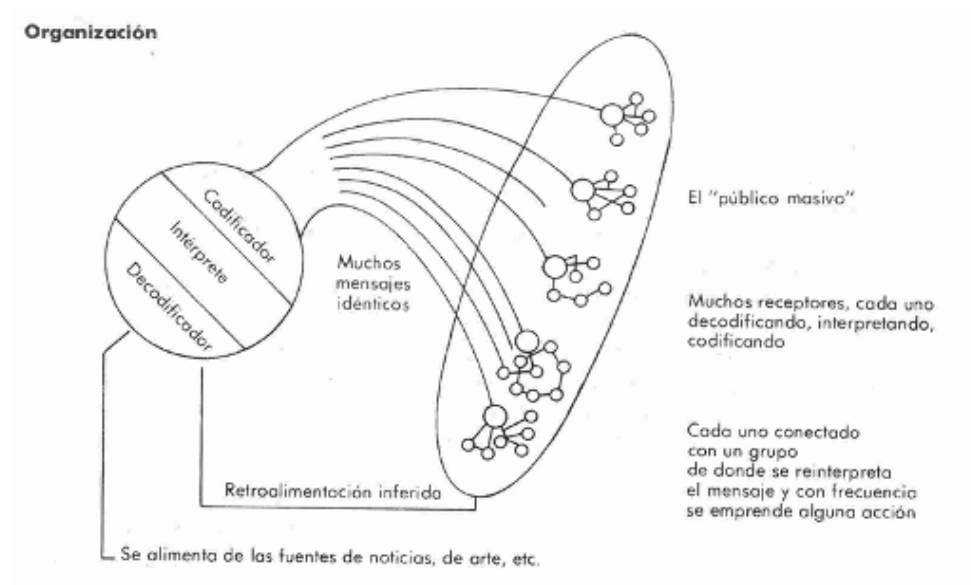 Organización
Codificador
Intérprete
Decodificador
Muchos
mensajes
idénticos
El "público masivo"
Muchos receptores, cada uno
decodificando, interpretando,
codificando
Cada uno conectado
con un grupo
de donde se reinterpreta
el mensaje y con frecuencia
se emprende alguna acción
Retroalimentación inferida
Se alimenta de las fuentes de noticias, de arte, etc.